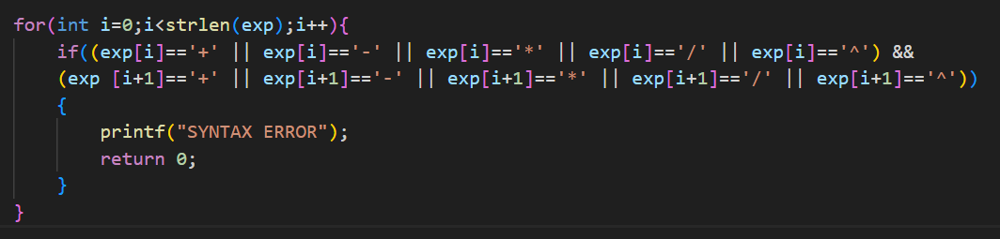 for(int i=0;i<strlen(exp);i++){
if((exp[i]=='+' || exp[i]=='-' || exp[i]=='*' || exp[i]=='/' || exp[i]=='^') &&
(exp [i+1]=='+' || exp[i+1]=='-' || exp[i+1]=='*' || exp[i+1]=='/' || exp[i+1]=='^'))
{
printf("SYNTAX ERROR");
return 0;
}
}